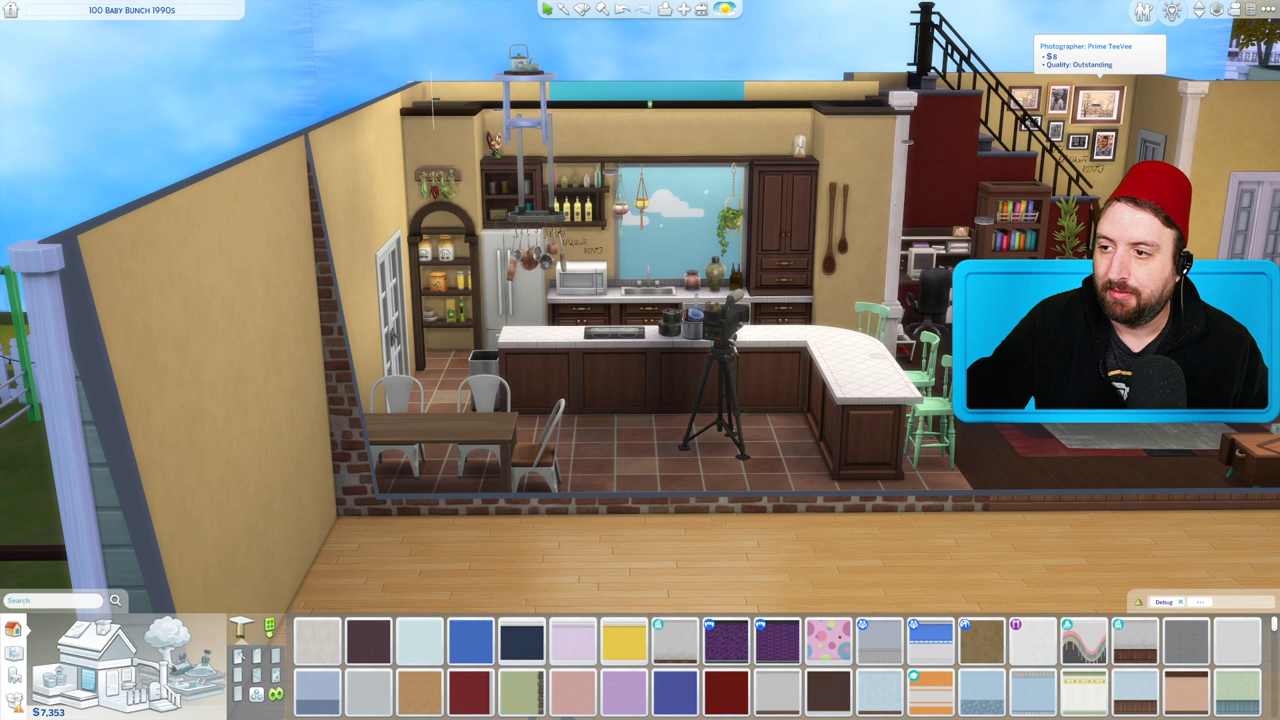 100 BABY BUNCH 1990S
Photographer: Prime TeeVee
• §8
• Quality: Outstanding
Search
Debug
§7,353